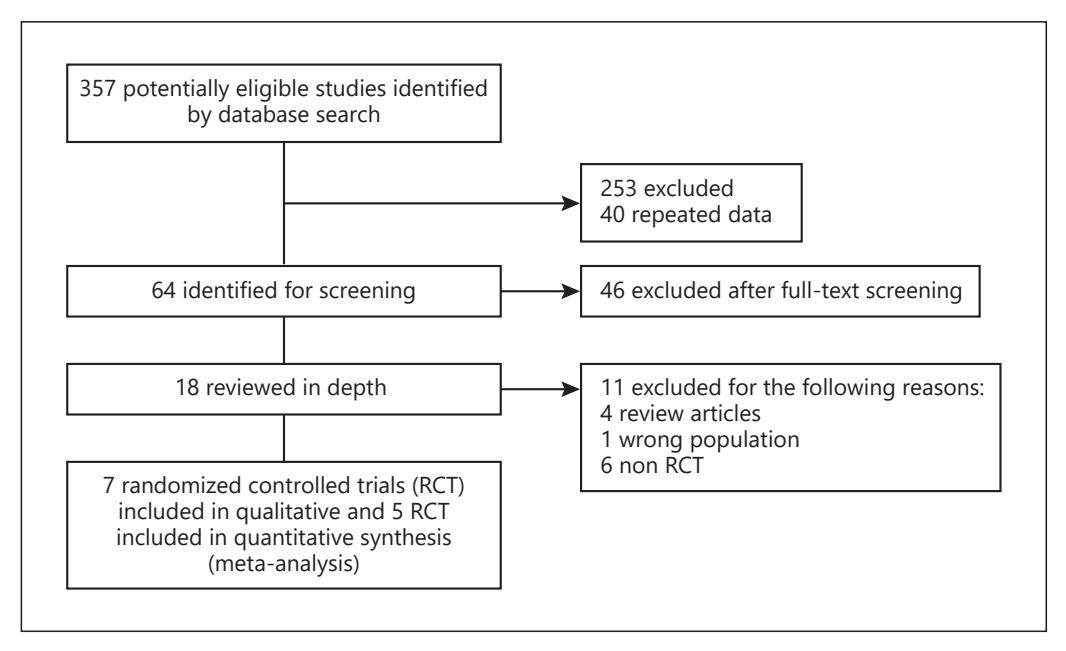 357 potentially eligible studies identified
by database search
253 excluded
40 repeated data
64 identified for screening
46 excluded after full-text screening
18 reviewed in depth
11 excluded for the following reasons:
4 review articles
1 wrong population
6 non RCT
7 randomized controlled trials (RCT)
included in qualitative and 5 RCT
included in quantitative synthesis
(meta-analysis)